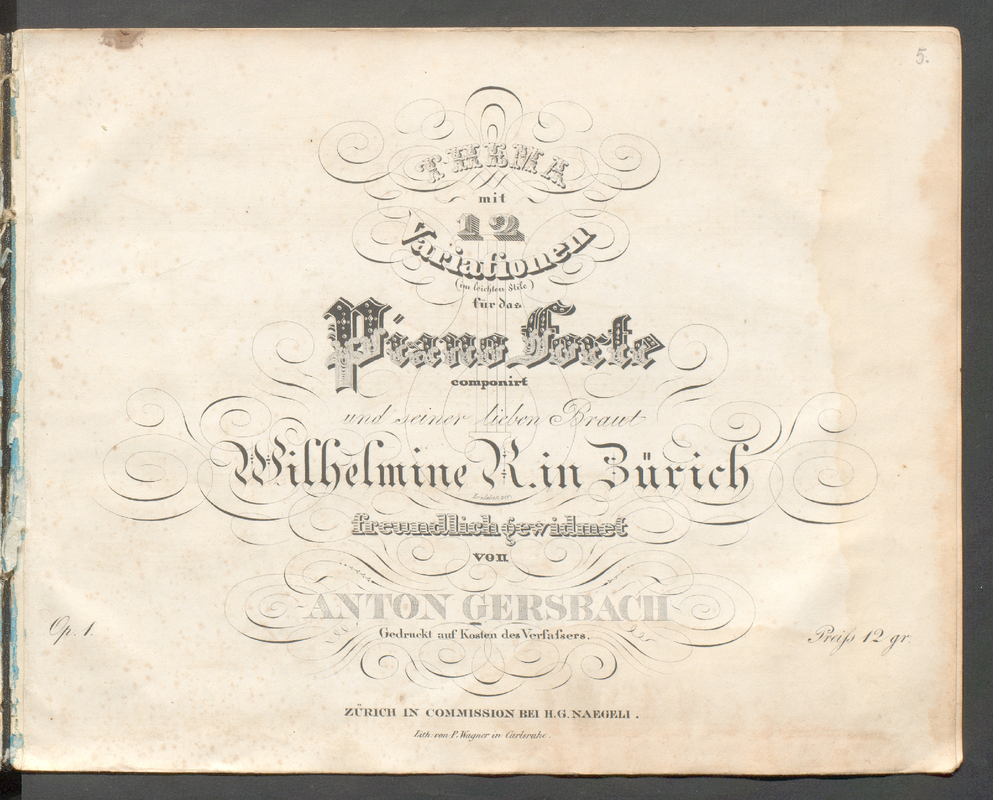 5.
THEMA
mit
12
Variationen
(im leichten Stile)
für das
Piano Forte
componirt
und seiner lieben Braut
Wilhelmine R. in Zürich
freundlich gewidmet
von
ANTON GERSBACH
Op. 1.
Gedruckt auf Kosten des Verfaſsers.
Preiſs 12 gr.
ZÜRICH IN COMMISSION BEI H. G. NAEGELI.
Lith: von P. Wagner in Carlsruhe.